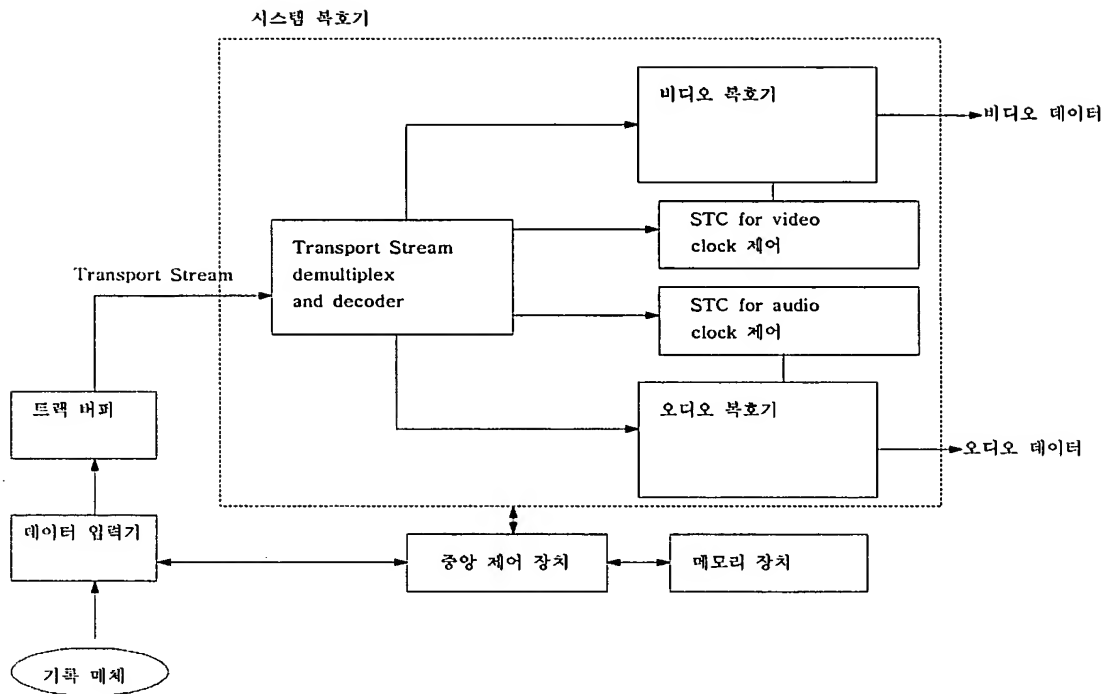 시스템 복호기
비디오 복호기
비디오 데이터
STC for video
clock 제어
Transport Stream
demultiplex
and decoder
Transport Stream
STC for audio
clock 제어
트랙 버퍼
오디오 복호기
오디오 데이터
데이터 입력기
중앙 제어 장치
메모리 장치
기록 매체